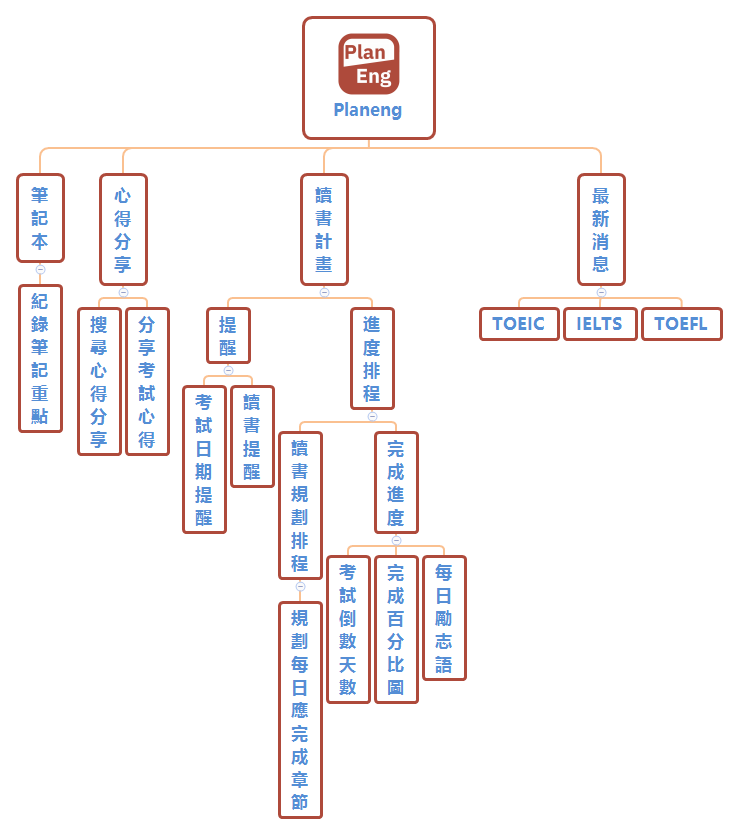 Plan
Eng
Planeng
筆記本
心得分享
讀書計畫
最新消息
紀錄筆記重點
搜尋心得分享
分享考試心得
提醒
進度排程
TOEIC
IELTS
TOEFL
考試日期提醒
讀書提醒
讀書規劃排程
完成進度
規劃每日應完成章節
考試倒數天數
完成百分比圖
每日勵志語